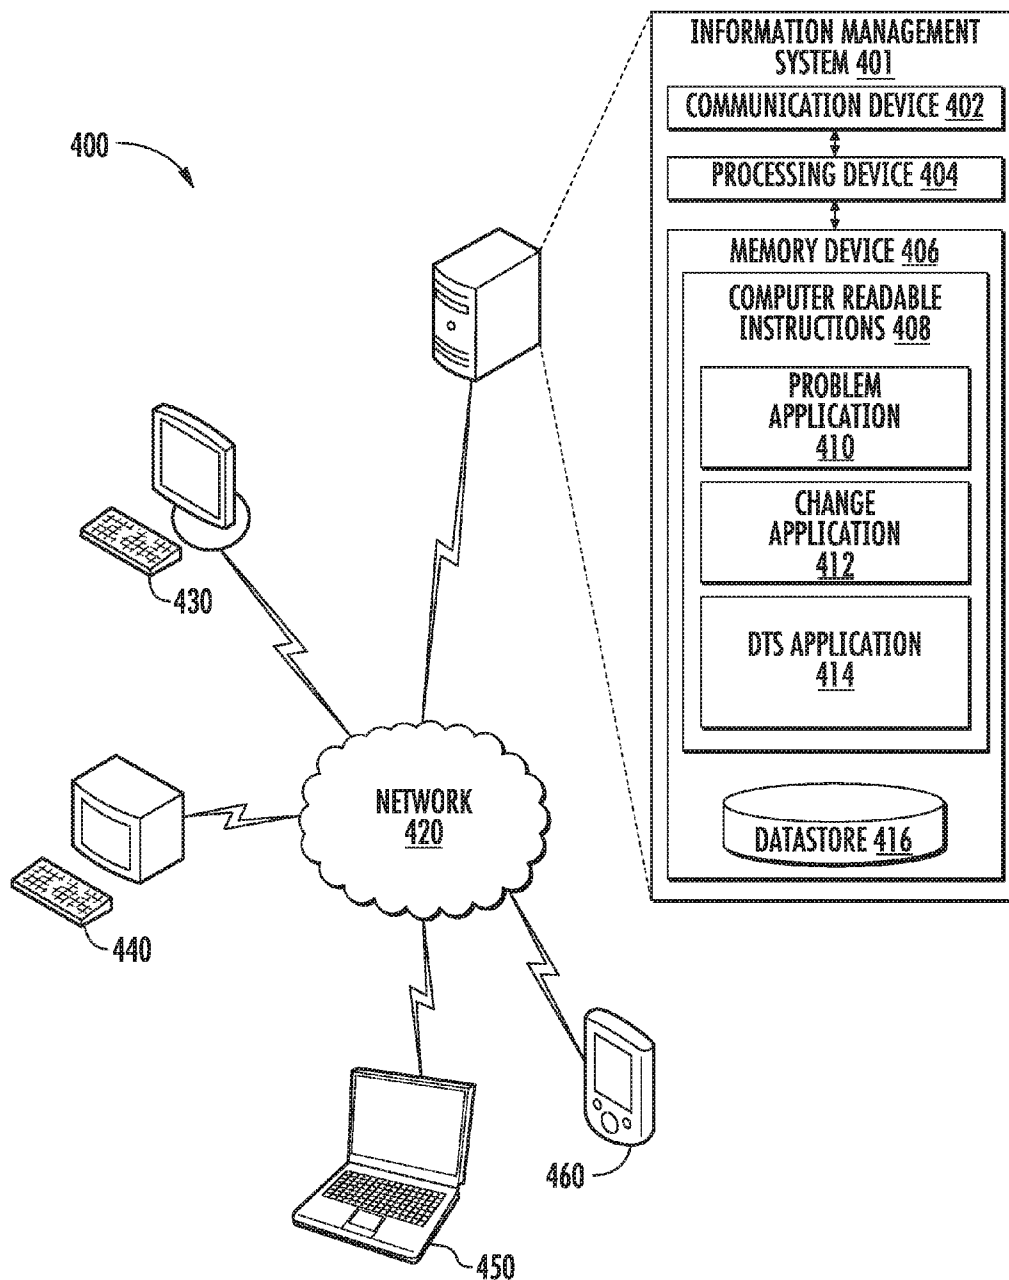 INFORMATION MANAGEMENT
SYSTEM 401
COMMUNICATION DEVICE 402
PROCESSING DEVICE 404
MEMORY DEVICE 406
COMPUTER READABLE
INSTRUCTIONS 408
PROBLEM
APPLICATION
410
CHANGE
APPLICATION
412
DTS APPLICATION
414
DATASTORE 416
400
430
NETWORK
420
440
460
450